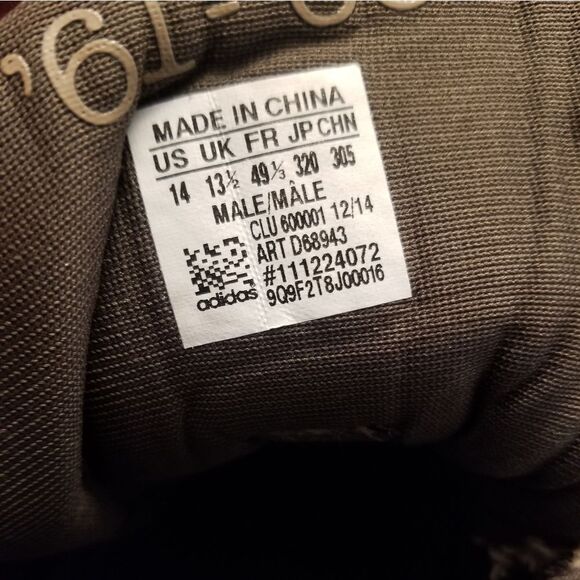 MADE IN CHINA
US UK FR JP CHN
14 13½ 49⅓ 320 305
MALE/MÂLE
CLU 600001 12/14
ART D68943
#111224072
9Q9F2T8J00016
adidas